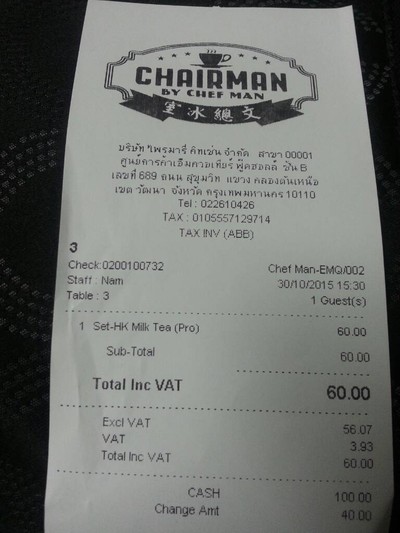 CHAIRMAN
BY CHEF MAN
冰總文
บริษัท ไพรมารี่ คิทเช่น จำกัด สาขา 00001
ศูนย์การค้าเอ็มควอเทียร์ ฟู้ดฮอลล์ ชั้น B
เลขที่ 689 ถนน สุขุมวิท แขวง คลองตันเหนือ
เขต วัฒนา จังหวัด กรุงเทพมหานคร 10110
Tel : 022610426
TAX : 0105557129714
TAX INV (ABB)
3
Check:0200100732 Chef Man-EMQ/002
Staff : Nam 30/10/2015 15:30
Table : 3 1 Guest(s)
1 Set-HK Milk Tea (Pro) 60.00
Sub-Total 60.00
Total Inc VAT 60.00
Excl VAT 56.07
VAT 3.93
Total Inc VAT 60.00
CASH 100.00
Change Amt 40.00